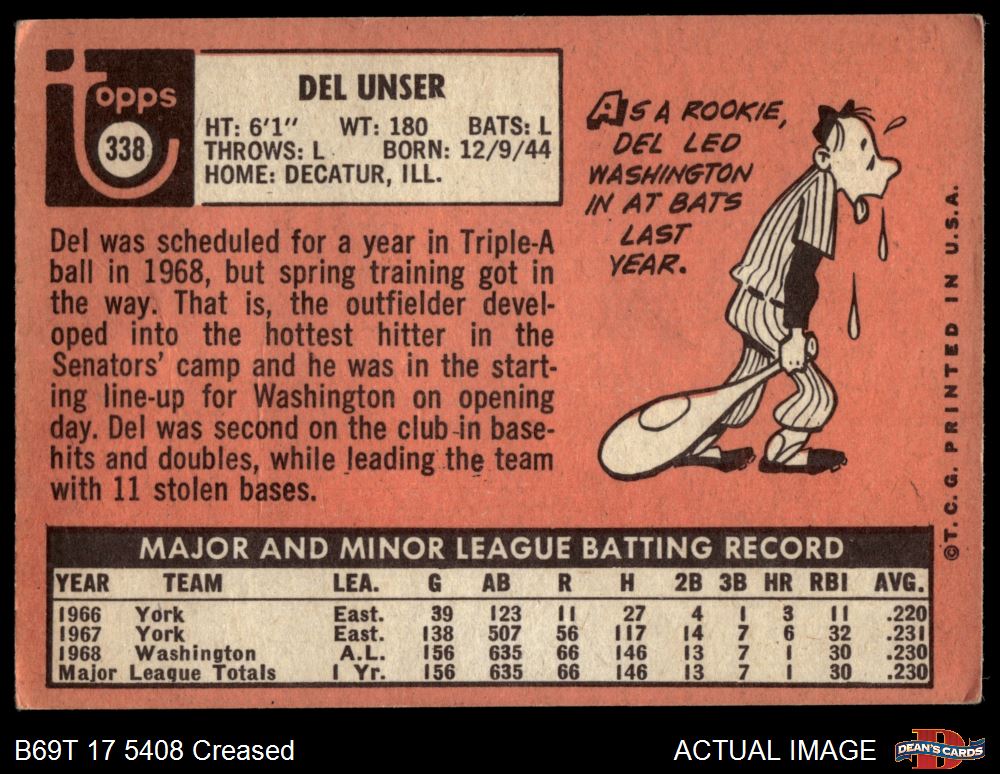 topps
338
DEL UNSER
HT: 6'1" WT: 180 BATS: L
THROWS: L BORN: 12/9/44
HOME: DECATUR, ILL.
Del was scheduled for a year in Triple-A
ball in 1968, but spring training got in
the way. That is, the outfielder devel-
oped into the hottest hitter in the
Senators' camp and he was in the start-
ing line-up for Washington on opening
day. Del was second on the club in base-
hits and doubles, while leading the team
with 11 stolen bases.
AS A ROOKIE,
DEL LED
WASHINGTON
IN AT BATS
LAST
YEAR.
©T.C.G. PRINTED IN U.S.A.
MAJOR AND MINOR LEAGUE BATTING RECORD
YEAR TEAM LEA. G AB R H 2B 3B HR RBI AVG.
1966 York East. 39 123 11 27 4 1 3 11 .220
1967 York East. 138 507 56 117 14 7 6 32 .231
1968 Washington A.L. 156 635 66 146 13 7 1 30 .230
Major League Totals 1 Yr. 156 635 66 146 13 7 1 30 .230
B69T 17 5408 Creased
ACTUAL IMAGE
DEAN'S CARDS